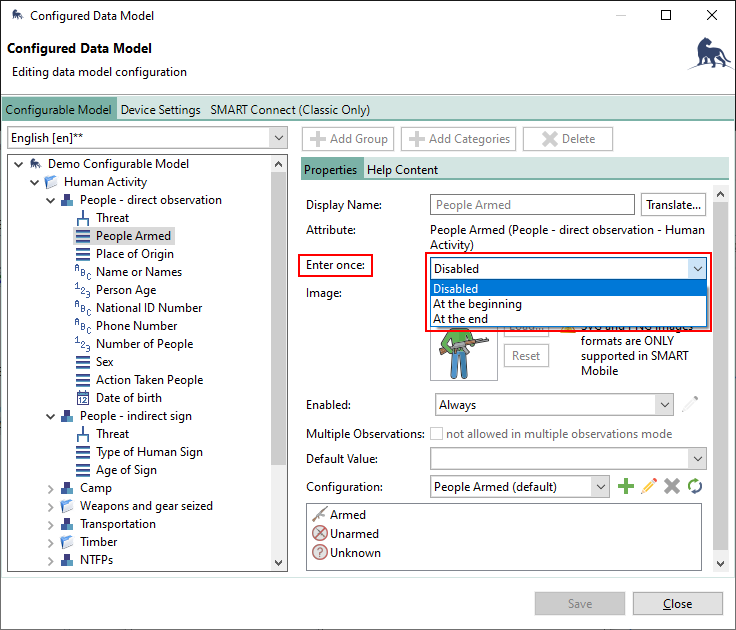 Configured Data Model
Configured Data Model
Editing data model configuration
Configurable Model Device Settings SMART Connect (Classic Only)
English [en]**
Demo Configurable Model
Human Activity
People - direct observation
Threat
People Armed
Place of Origin
ABC Name or Names
123 Person Age
ABC National ID Number
ABC Phone Number
123 Number of People
Sex
Action Taken People
12 Date of birth
People - indirect sign
Threat
Type of Human Sign
Age of Sign
Camp
Weapons and gear seized
Transportation
Timber
NTFPs
Add Group Add Categories Delete
Properties Help Content
Display Name: People Armed Translate...
Attribute: People Armed (People - direct observation - Human
Activity)
Enter once: Disabled
Disabled
At the beginning
At the end
Image:
SVG and PNG images
formats are ONLY
supported in SMART
Mobile
Reset
Enabled: Always
Multiple Observations: not allowed in multiple observations mode
Default Value:
Configuration: People Armed (default)
Armed
Unarmed
? Unknown
Save Close